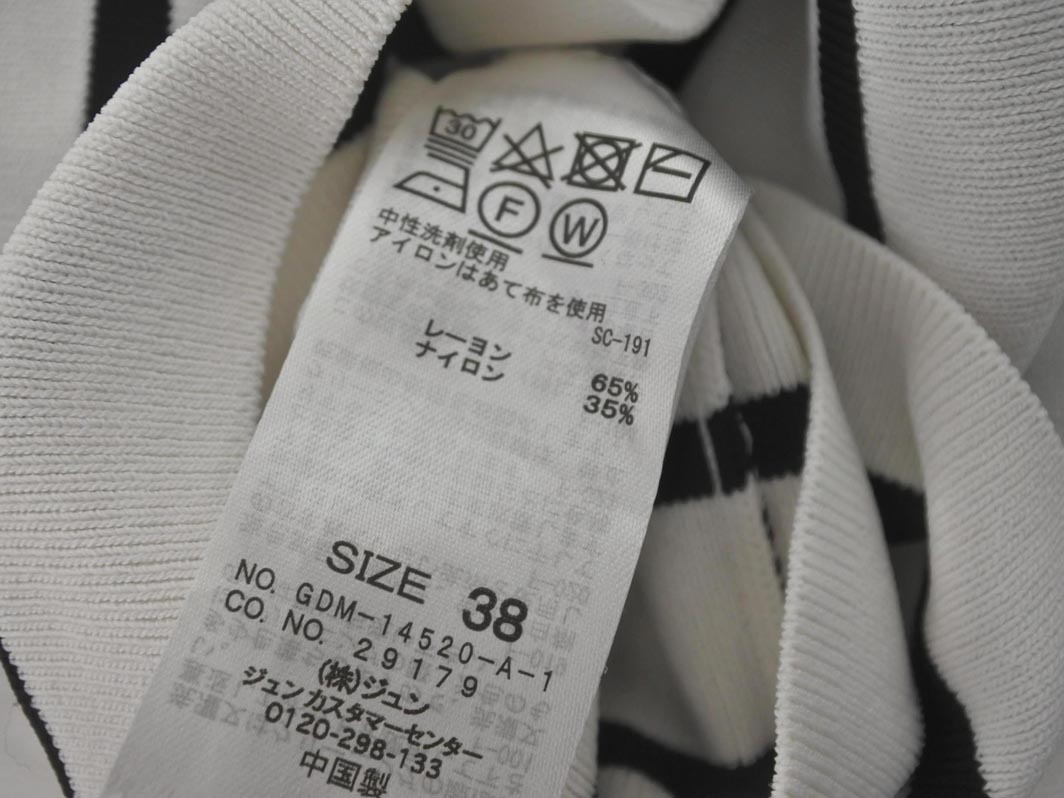 30
F W
中性洗剤使用
アイロンはあて布を使用
SC-191
レーヨン 65%
ナイロン 35%
SIZE 38
NO. GDM-14520-A-1
CO. NO. 29179
(株)ジュン
ジュンカスタマーセンター
0120-298-133
中国製